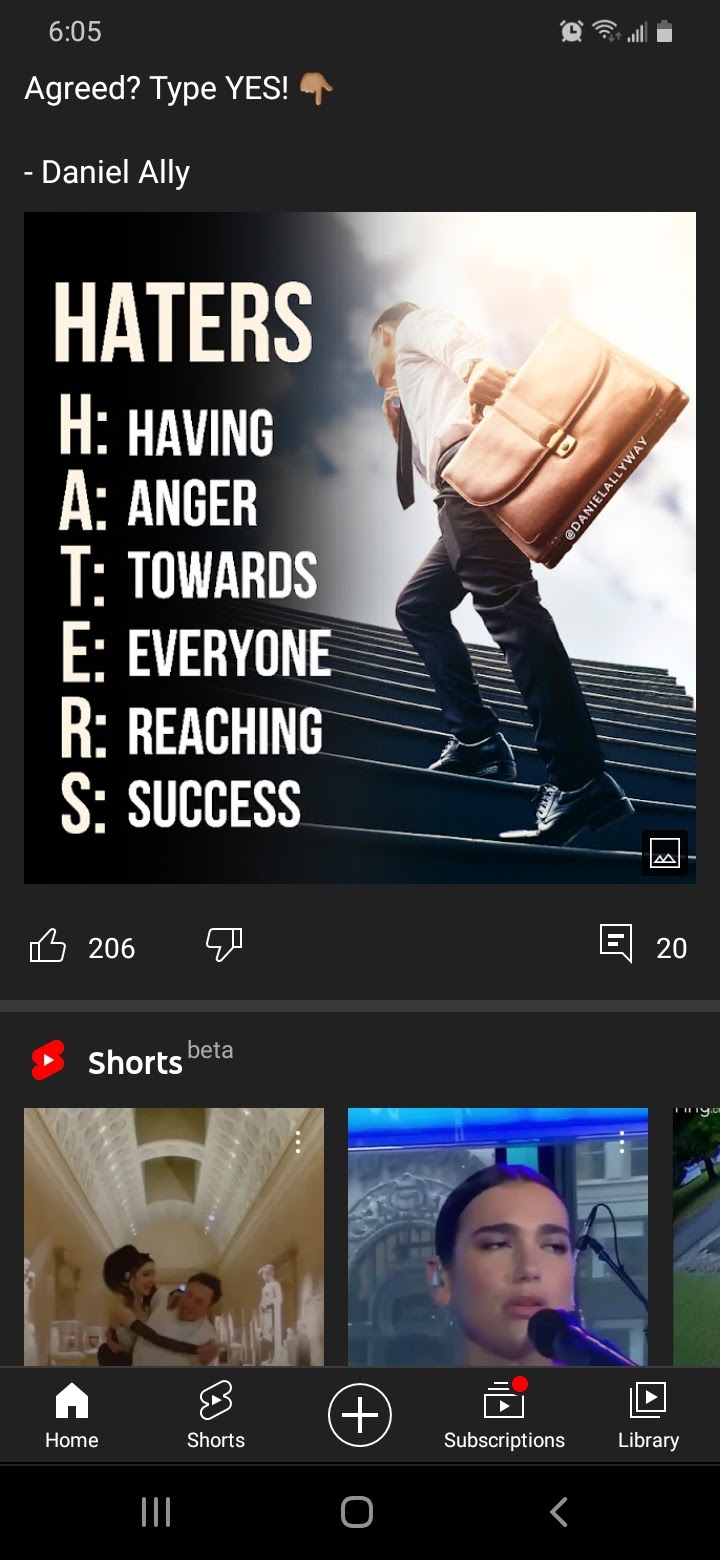 6:05
Agreed? Type YES! 👇🏽
- Daniel Ally
HATERS
H: HAVING
A: ANGER
T: TOWARDS
E: EVERYONE
R: REACHING
S: SUCCESS
@DANIELALLYWAY
206
20
Shorts beta
Home
Shorts
Subscriptions
Library